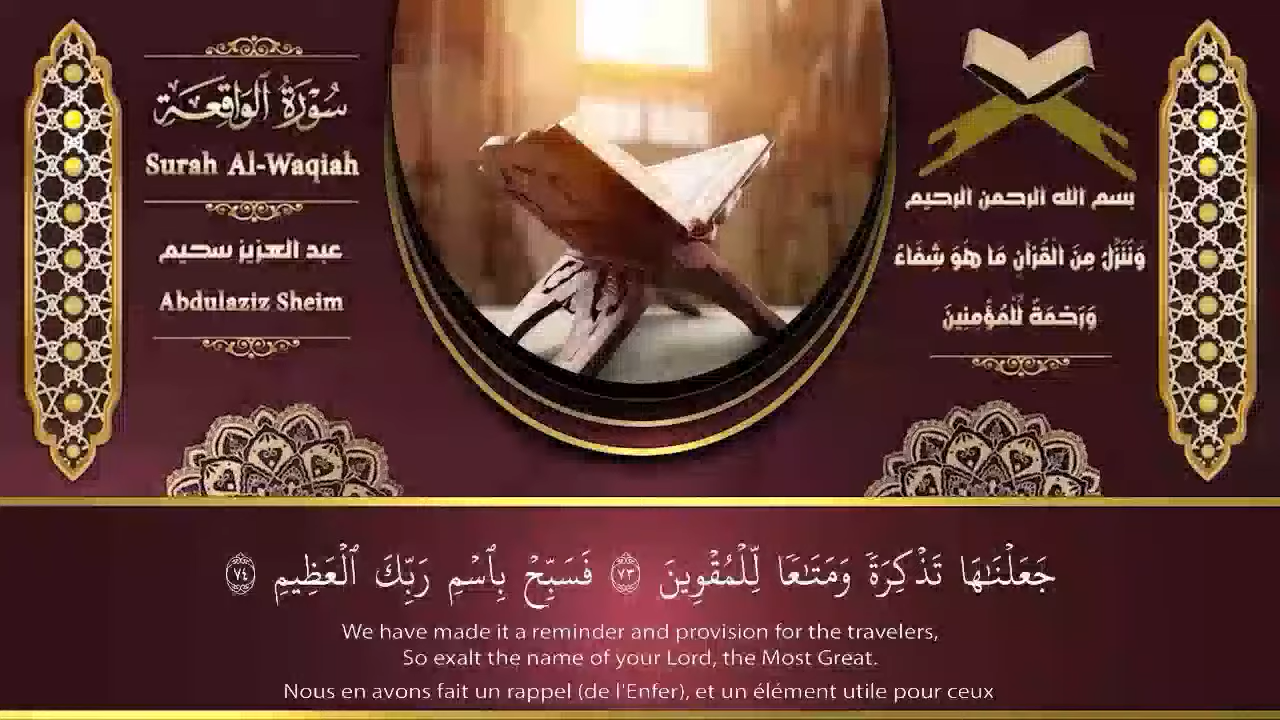 سُورَةُ الوَاقِعَة
Surah Al-Waqiah
عبد العزيز سحيم
Abdulaziz Sheim
بسم الله الرحمن الرحيم
وَنُنَزِّلُ مِنَ الْقُرْآنِ مَا هُوَ شِفَاءٌ
وَرَحْمَةٌ لِّلْمُؤْمِنِينَ
نَحْنُ جَعَلْنَٰهَا تَذْكِرَةً وَمَتَٰعًا لِّلْمُقْوِينَ ٧٣ فَسَبِّحْ بِٱسْمِ رَبِّكَ ٱلْعَظِيمِ ٧٤
We have made it a reminder and provision for the travelers,
So exalt the name of your Lord, the Most Great.
Nous en avons fait un rappel (de l'Enfer), et un élément utile pour ceux